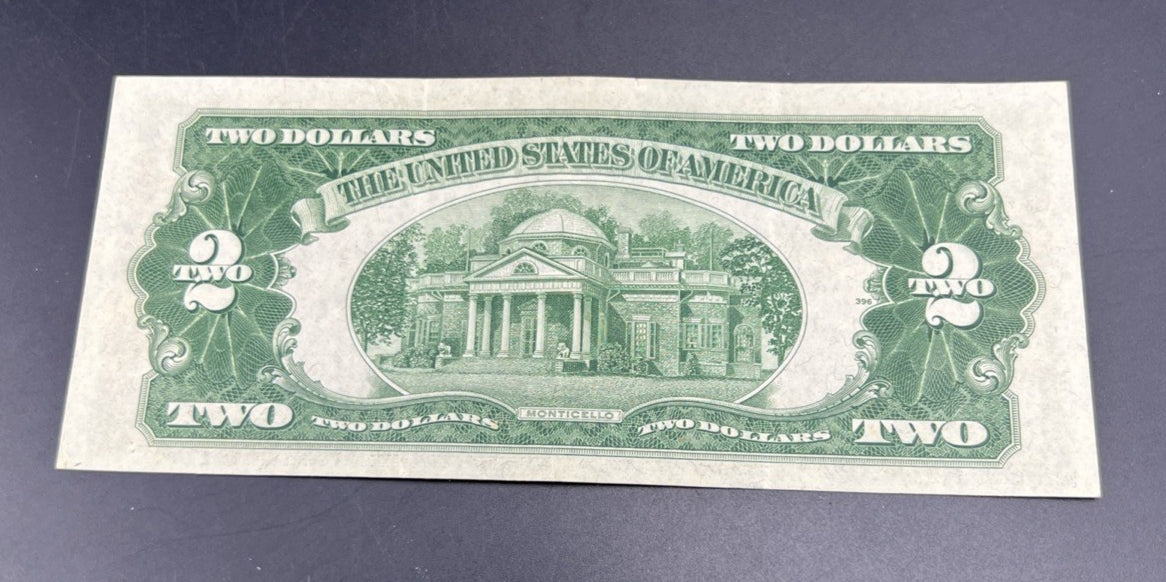 TWO DOLLARS TWO DOLLARS
THE UNITED STATES OF AMERICA
2 2
TWO TWO
396
TWO TWO DOLLARS MONTICELLO TWO DOLLARS TWO